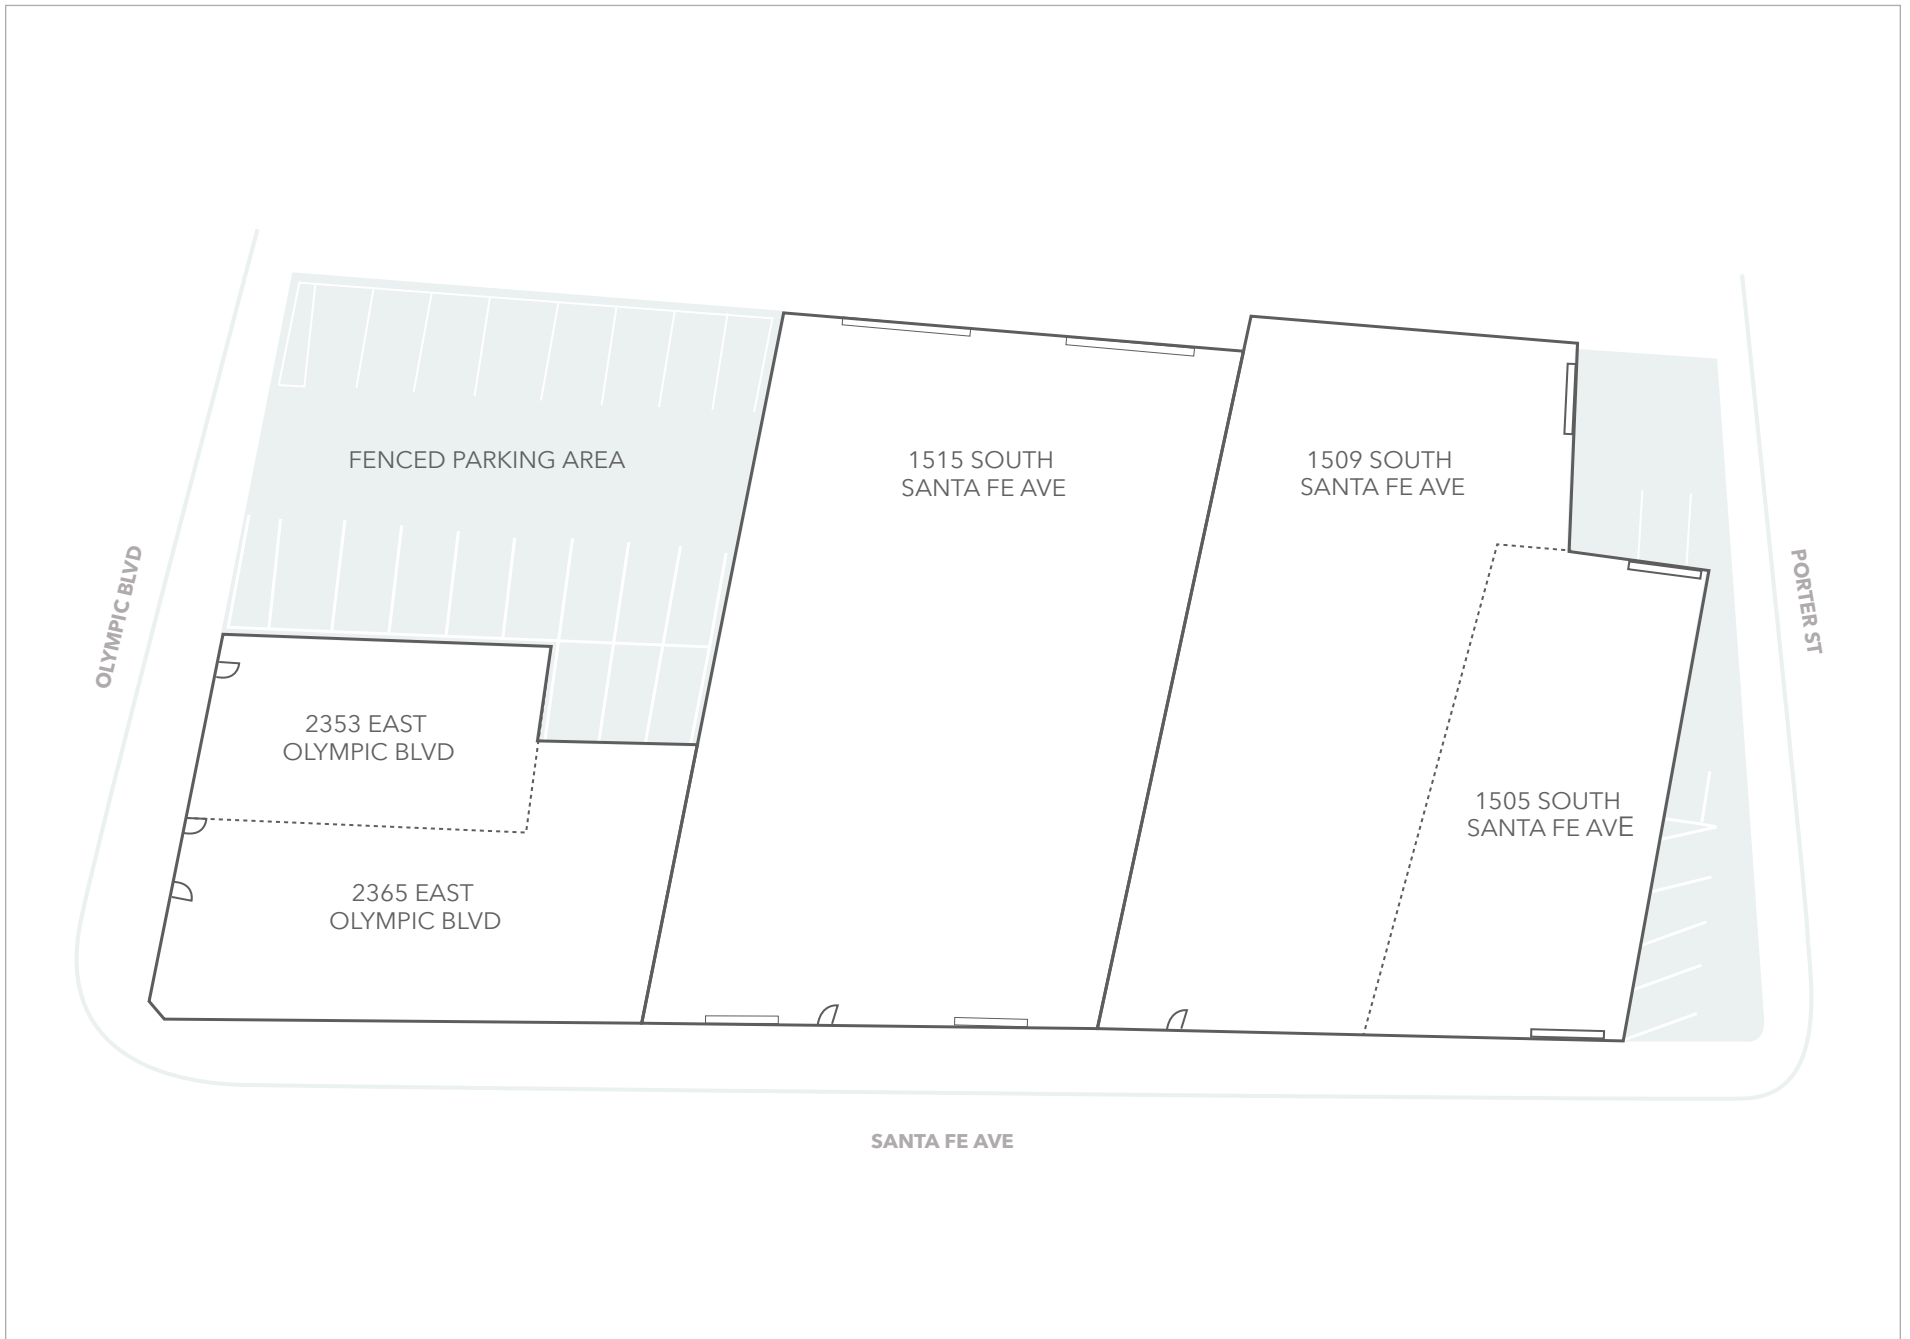 FENCED PARKING AREA
1515 SOUTH
SANTA FE AVE
1509 SOUTH
SANTA FE AVE
OLYMPIC BLVD
PORTER ST
2353 EAST
OLYMPIC BLVD
1505 SOUTH
SANTA FE AVE
2365 EAST
OLYMPIC BLVD
SANTA FE AVE